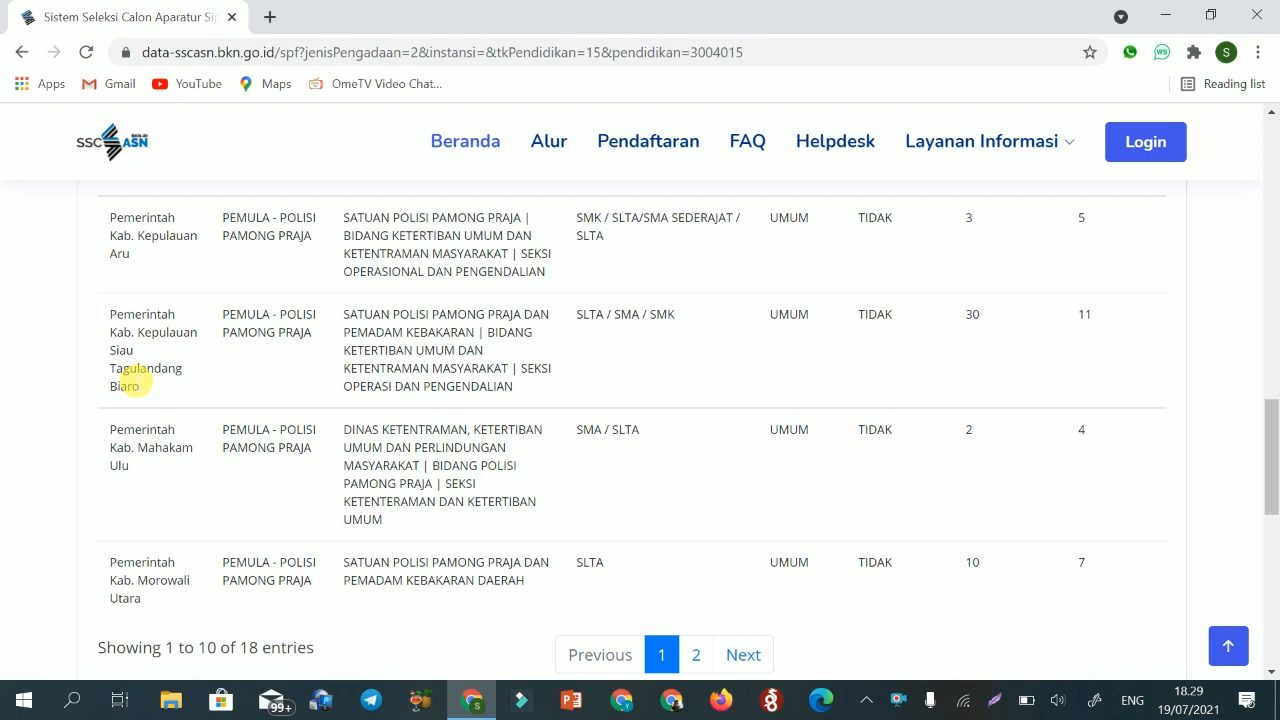 Sistem Seleksi Calon Aparatur Sip
data-sscasn.bkn.go.id/spf?jenisPengadaan=2&instansi=&tkPendidikan=15&pendidikan=3004015
S
Apps
Gmail
YouTube
Maps
OmeTV Video Chat...
Reading list
SSC ASN
Beranda
Alur
Pendaftaran
FAQ
Helpdesk
Layanan Informasi
Login
Pemerintah
Kab. Kepulauan
Aru
PEMULA - POLISI
PAMONG PRAJA
SATUAN POLISI PAMONG PRAJA |
BIDANG KETERTIBAN UMUM DAN
KETENTRAMAN MASYARAKAT | SEKSI
OPERASIONAL DAN PENGENDALIAN
SMK / SLTA/SMA SEDERAJAT /
SLTA
UMUM
TIDAK
3
5
Pemerintah
Kab. Kepulauan
Siau
Tagulandang
Biaro
PEMULA - POLISI
PAMONG PRAJA
SATUAN POLISI PAMONG PRAJA DAN
PEMADAM KEBAKARAN | BIDANG
KETERTIBAN UMUM DAN
KETENTRAMAN MASYARAKAT | SEKSI
OPERASI DAN PENGENDALIAN
SLTA / SMA / SMK
UMUM
TIDAK
30
11
Pemerintah
Kab. Mahakam
Ulu
PEMULA - POLISI
PAMONG PRAJA
DINAS KETENTRAMAN, KETERTIBAN
UMUM DAN PERLINDUNGAN
MASYARAKAT | BIDANG POLISI
PAMONG PRAJA | SEKSI
KETENTERAMAN DAN KETERTIBAN
UMUM
SMA / SLTA
UMUM
TIDAK
2
4
Pemerintah
Kab. Morowali
Utara
PEMULA - POLISI
PAMONG PRAJA
SATUAN POLISI PAMONG PRAJA DAN
PEMADAM KEBAKARAN DAERAH
SLTA
UMUM
TIDAK
10
7
Showing 1 to 10 of 18 entries
Previous
1
2
Next
99+
ENG
18.29
19/07/2021